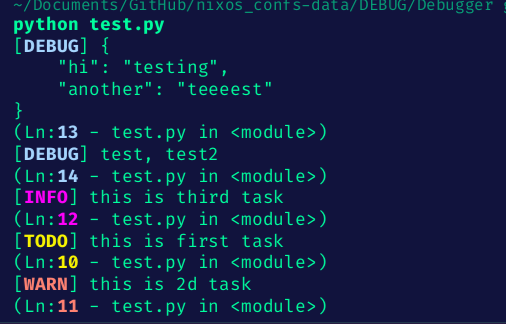 ~/Documents/GitHub/nixos_confs-data/DEBUG/Debugger
python test.py
[DEBUG] {
    "hi": "testing",
    "another": "teeeest"
}
(Ln:13 - test.py in <module>)
[DEBUG] test, test2
(Ln:14 - test.py in <module>)
[INFO] this is third task
(Ln:12 - test.py in <module>)
[TODO] this is first task
(Ln:10 - test.py in <module>)
[WARN] this is 2d task
(Ln:11 - test.py in <module>)